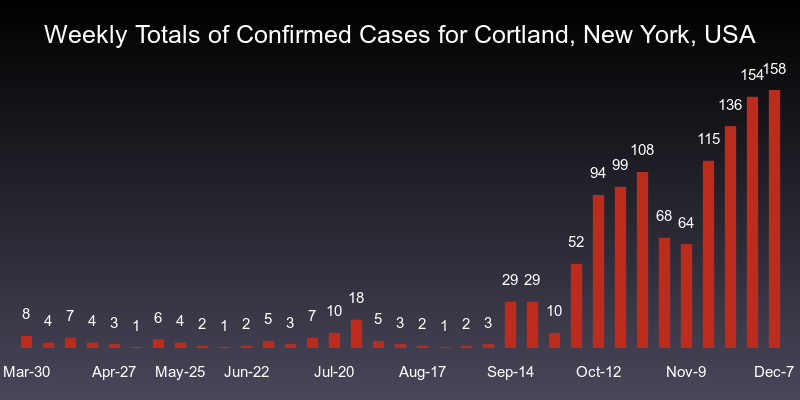 Weekly Totals of Confirmed Cases for Cortland, New York, USA
8 4 7 4 3 1 6 4 2 1 2 5 3 7 10 18 5 3 2 1 2 3 29 29 10 52 94 99 108 68 64 115 136 154 158
Mar-30 Apr-27 May-25 Jun-22 Jul-20 Aug-17 Sep-14 Oct-12 Nov-9 Dec-7